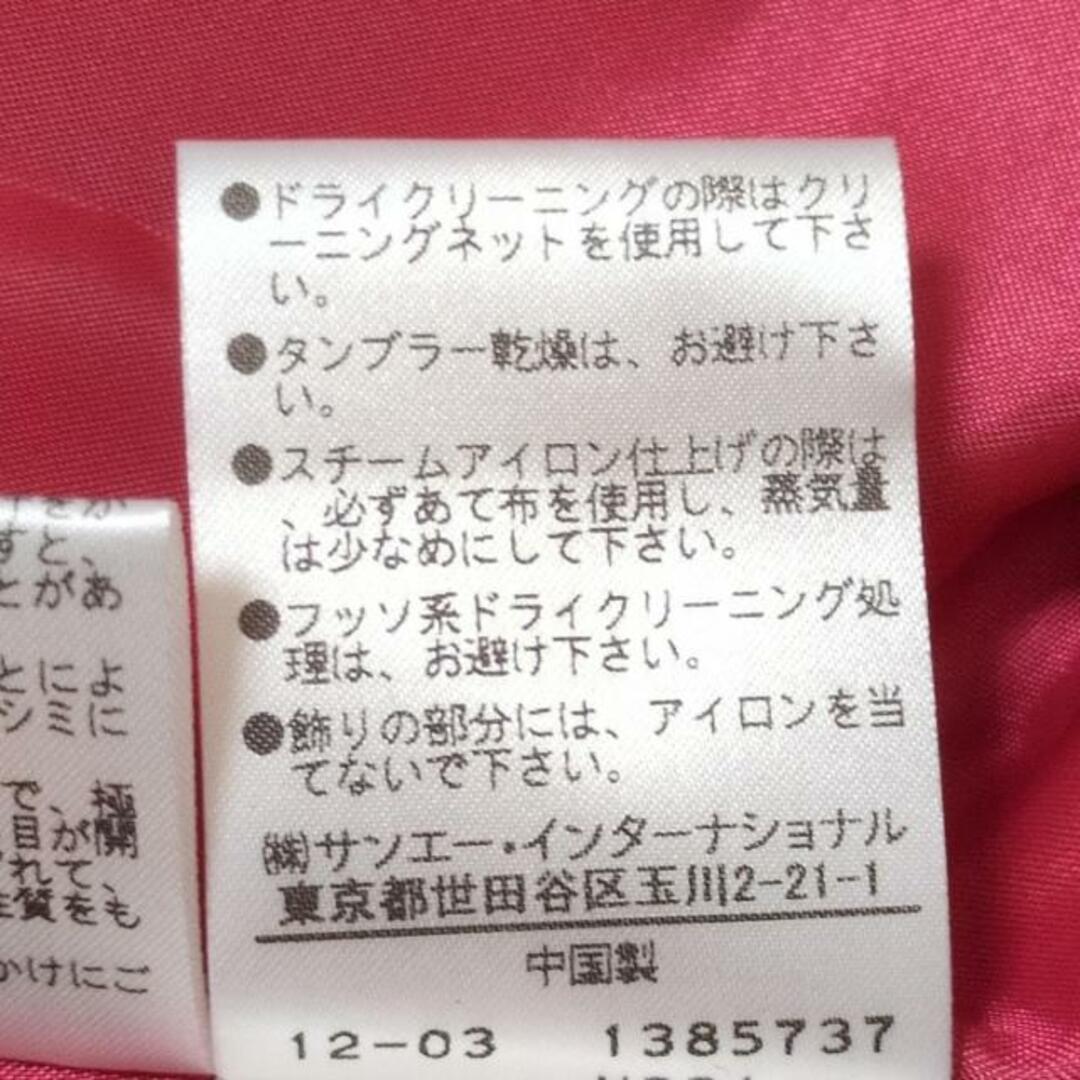 ●ドライクリーニングの際はクリ
ーニングネットを使用して下さ
い。
●タンブラー乾燥は、お避け下さ
い。
●スチームアイロン仕上げの際は
、必ずあて布を使用し、蒸気量
は少なめにして下さい。
●フッソ系ドライクリーニング処
理は、お避け下さい。
●飾りの部分には、アイロンを当
てないで下さい。
㈱サンエー・インターナショナル
東京都世田谷区玉川2-21-1
中国製
12-03 1385737
すと、
とがあ
とによ
シミに
で、極
目が開
れて、
性質をも
かけにご